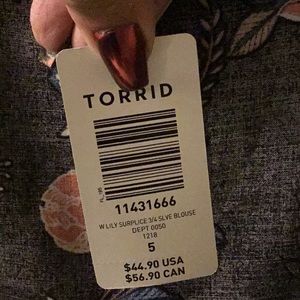 TORRID
11431666
W LILY SURPLICE 3/4 SLVE BLOUSE
DEPT 0050
1218
5
$44.90 USA
$56.90 CAN